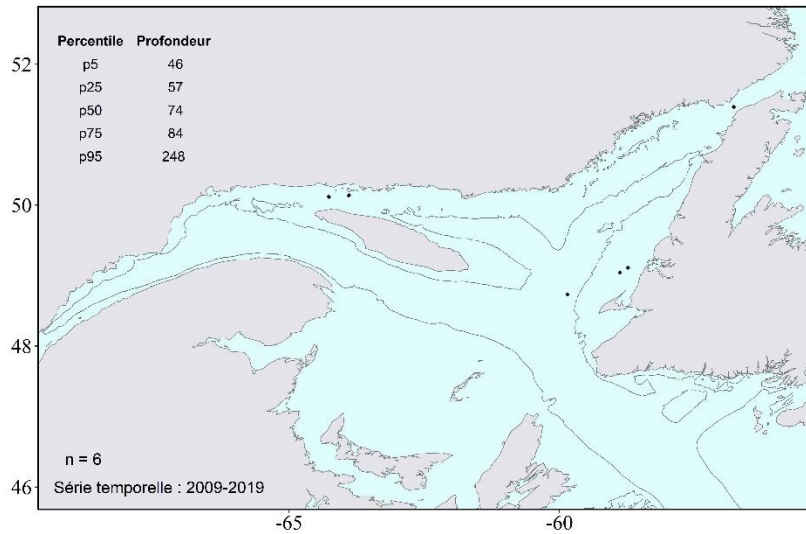 Percentile Profondeur
p5 46
p25 57
p50 74
p75 84
p95 248
52
50
48
46
n = 6
Série temporelle : 2009-2019
-65 -60